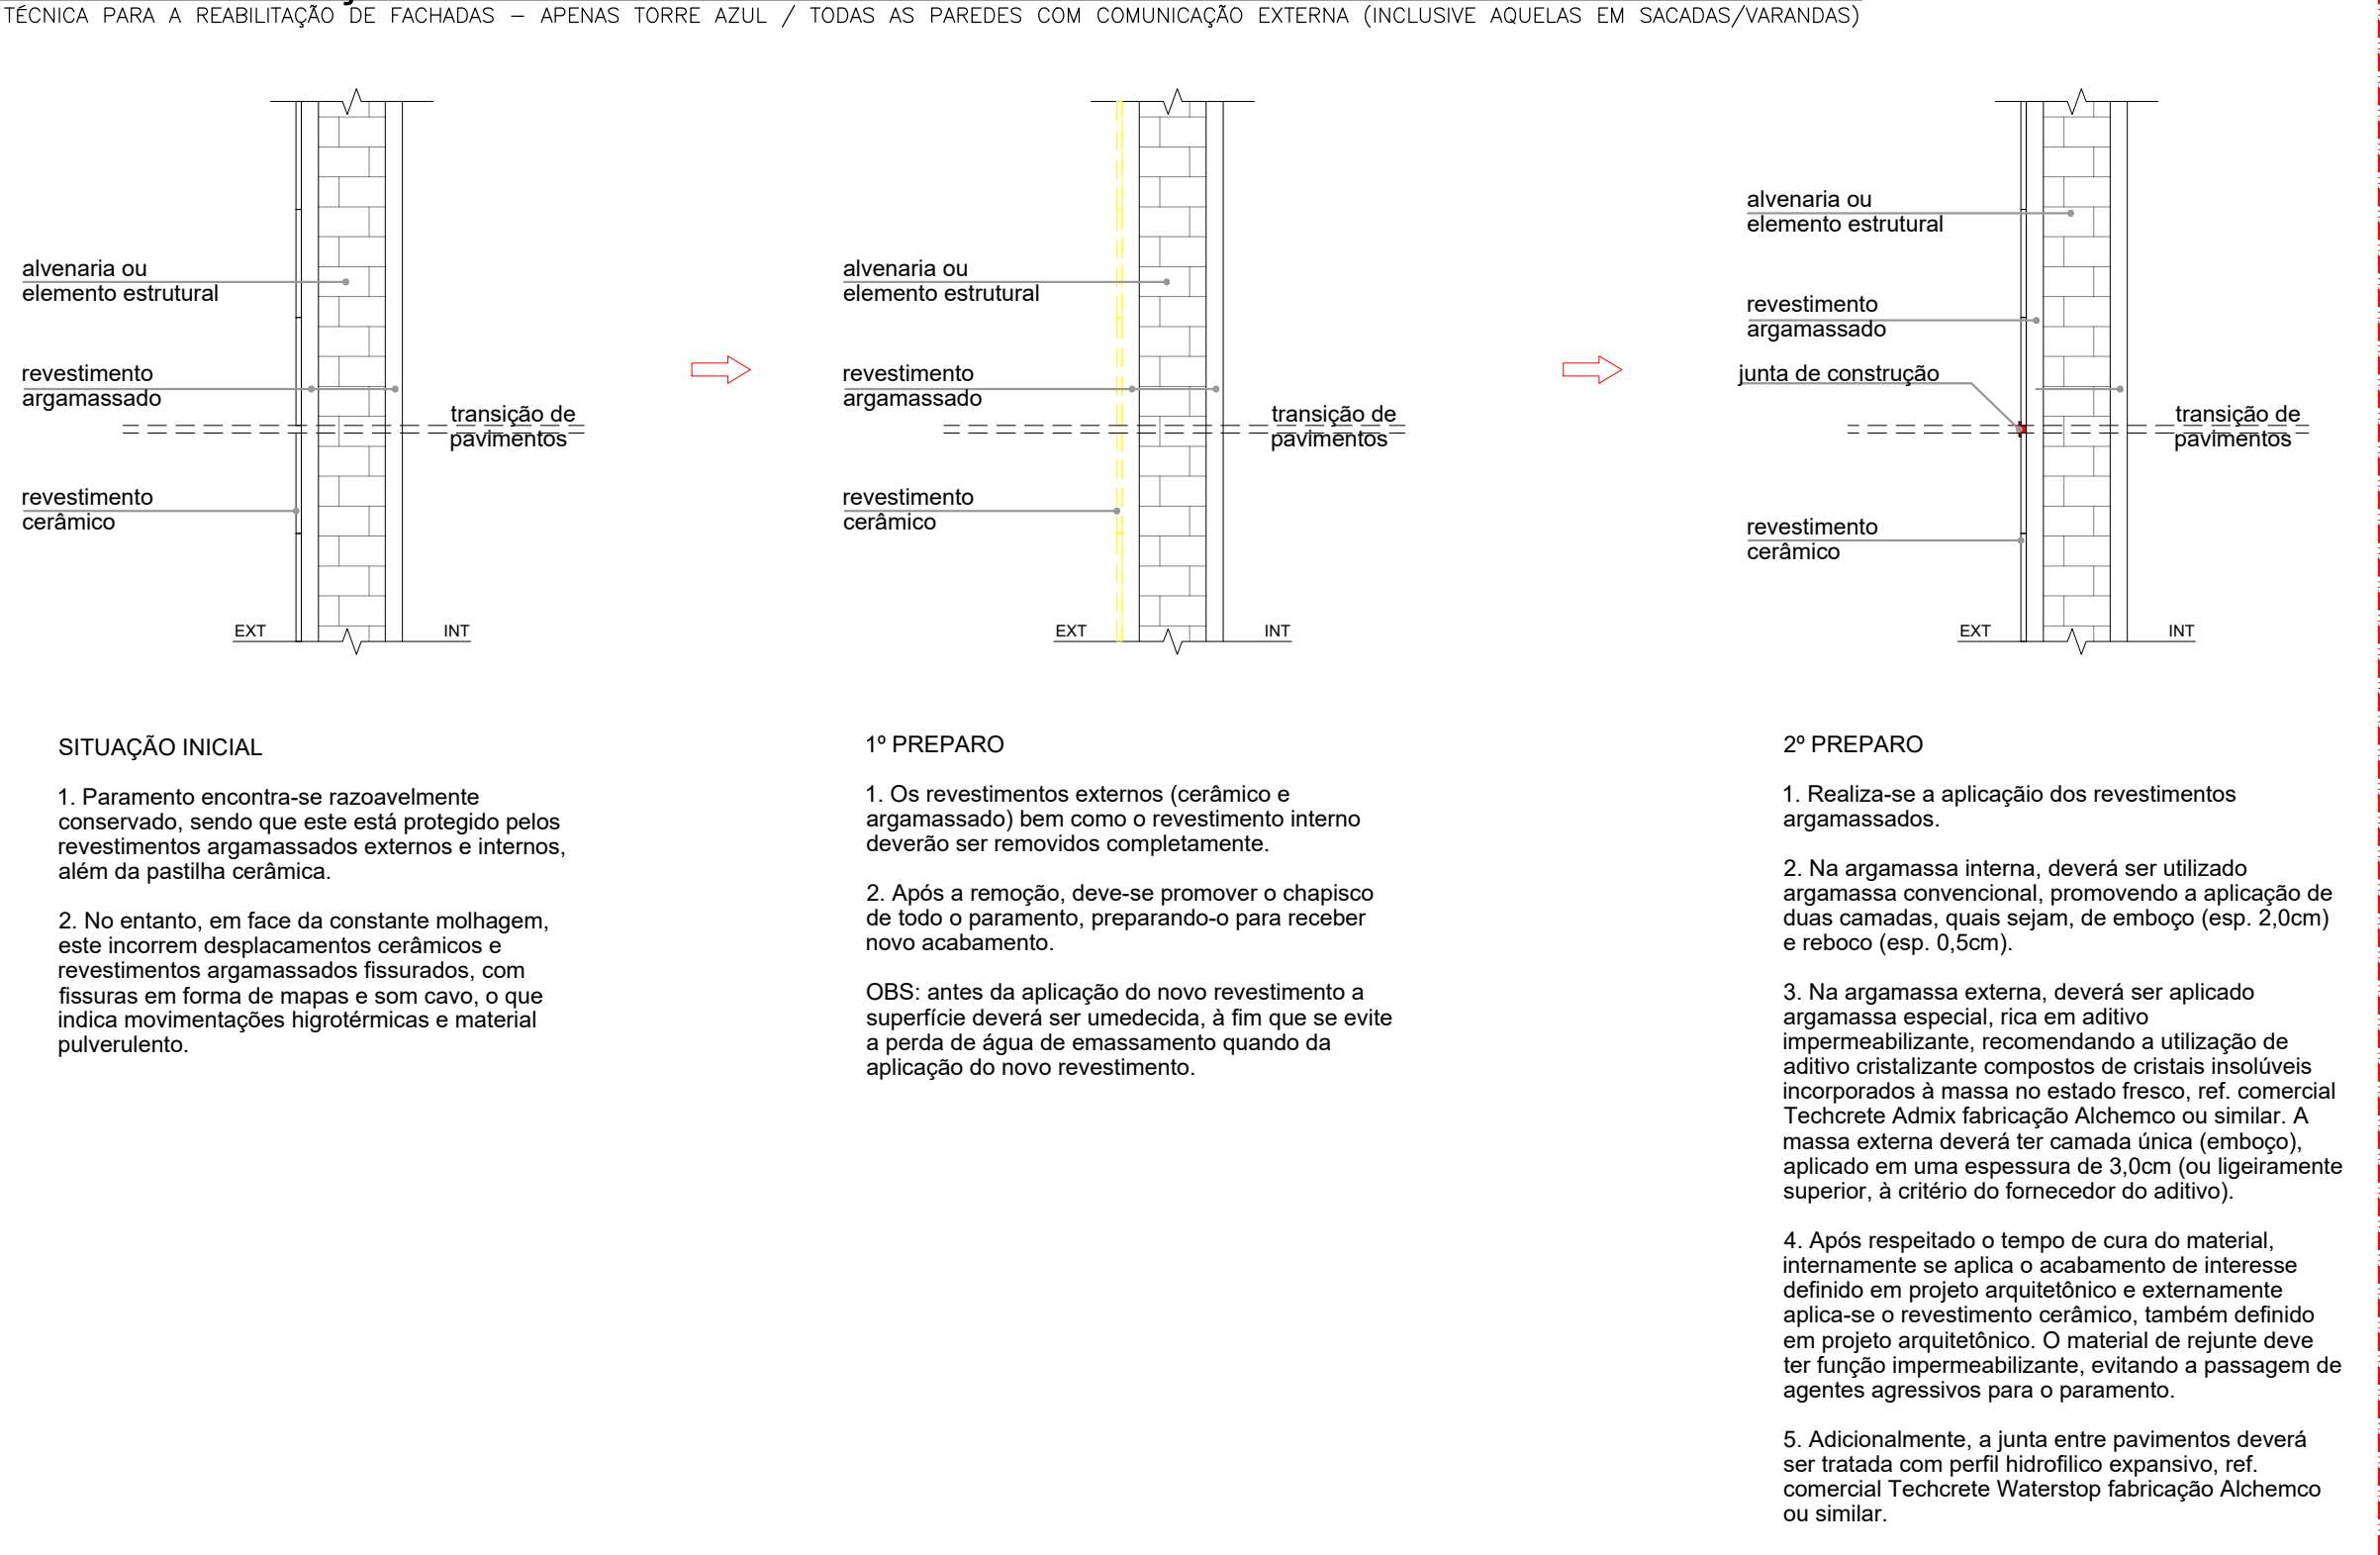 TÉCNICA PARA A REABILITAÇÃO DE FACHADAS – APENAS TORRE AZUL / TODAS AS PAREDES COM COMUNICAÇÃO EXTERNA (INCLUSIVE AQUELAS EM SACADAS/VARANDAS)
alvenaria ou
elemento estrutural
revestimento
argamassado
transição de
pavimentos
revestimento
cerâmico
EXT
INT
alvenaria ou
elemento estrutural
revestimento
argamassado
transição de
pavimentos
revestimento
cerâmico
EXT
INT
alvenaria ou
elemento estrutural
revestimento
argamassado
junta de construção
transição de
pavimentos
revestimento
cerâmico
EXT
INT
SITUAÇÃO INICIAL
1. Paramento encontra-se razoavelmente
conservado, sendo que este está protegido pelos
revestimentos argamassados externos e internos,
além da pastilha cerâmica.
2. No entanto, em face da constante molhagem,
este incorrem desplacamentos cerâmicos e
revestimentos argamassados fissurados, com
fissuras em forma de mapas e som cavo, o que
indica movimentações higrotérmicas e material
pulverulento.
1º PREPARO
1. Os revestimentos externos (cerâmico e
argamassado) bem como o revestimento interno
deverão ser removidos completamente.
2. Após a remoção, deve-se promover o chapisco
de todo o paramento, preparando-o para receber
novo acabamento.
OBS: antes da aplicação do novo revestimento a
superfície deverá ser umedecida, à fim que se evite
a perda de água de emassamento quando da
aplicação do novo revestimento.
2º PREPARO
1. Realiza-se a aplicaçãio dos revestimentos
argamassados.
2. Na argamassa interna, deverá ser utilizado
argamassa convencional, promovendo a aplicação de
duas camadas, quais sejam, de emboço (esp. 2,0cm)
e reboco (esp. 0,5cm).
3. Na argamassa externa, deverá ser aplicado
argamassa especial, rica em aditivo
impermeabilizante, recomendando a utilização de
aditivo cristalizante compostos de cristais insolúveis
incorporados à massa no estado fresco, ref. comercial
Techcrete Admix fabricação Alchemco ou similar. A
massa externa deverá ter camada única (emboço),
aplicado em uma espessura de 3,0cm (ou ligeiramente
superior, à critério do fornecedor do aditivo).
4. Após respeitado o tempo de cura do material,
internamente se aplica o acabamento de interesse
definido em projeto arquitetônico e externamente
aplica-se o revestimento cerâmico, também definido
em projeto arquitetônico. O material de rejunte deve
ter função impermeabilizante, evitando a passagem de
agentes agressivos para o paramento.
5. Adicionalmente, a junta entre pavimentos deverá
ser tratada com perfil hidrofilico expansivo, ref.
comercial Techcrete Waterstop fabricação Alchemco
ou similar.